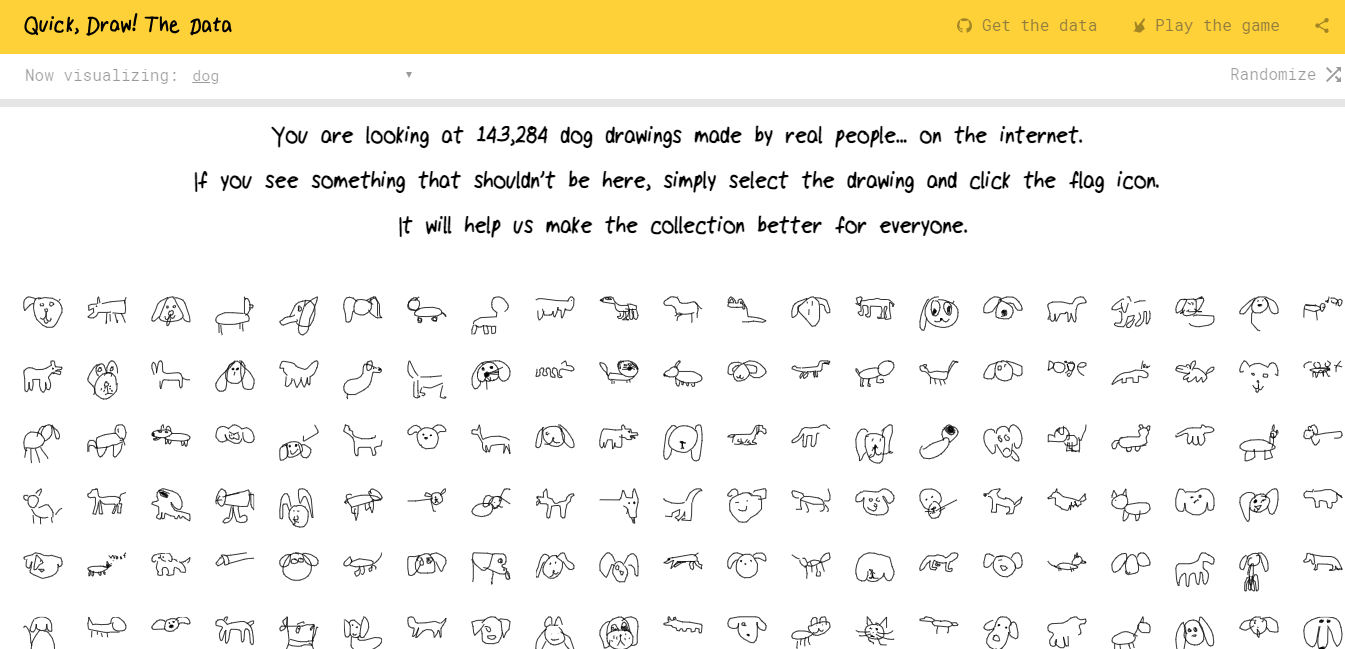 Quick, Draw! The Data
Get the data
Play the game
Now visualizing: dog
Randomize
You are looking at 143,284 dog drawings made by real people... on the internet.
If you see something that shouldn't be here, simply select the drawing and click the flag icon.
It will help us make the collection better for everyone.
DOGE